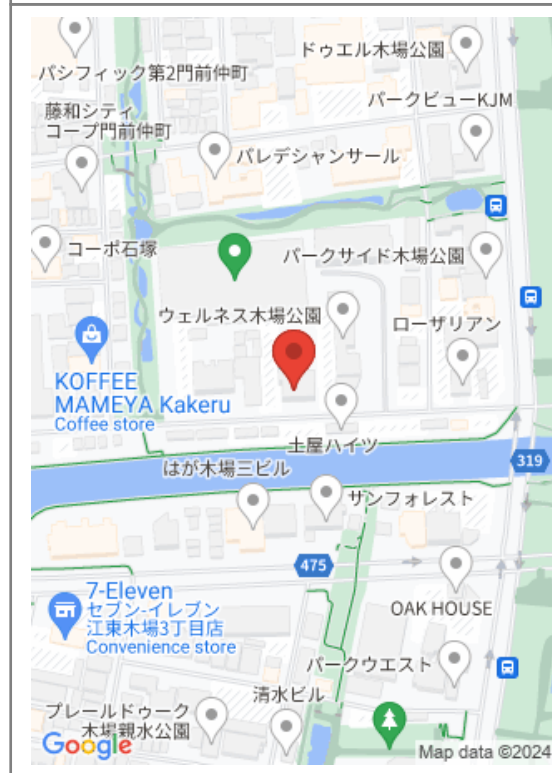 ドゥエル木場公園
パシフィック第2門前仲町
パークビューKJM
藤和シティ
コープ門前仲町
パレデシャンサール
コーポ石塚
パークサイド木場公園
ウェルネス木場公園
ローザリアン
KOFFEE
MAMEYA Kakeru
Coffee store
土屋ハイツ
はが木場三ビル
319
サンフォレスト
475
7-Eleven
セブン-イレブン
江東木場3丁目店
Convenience store
OAK HOUSE
パークウエスト
清水ビル
プレールドゥーク
木場親水公園
Google
Map data ©2024